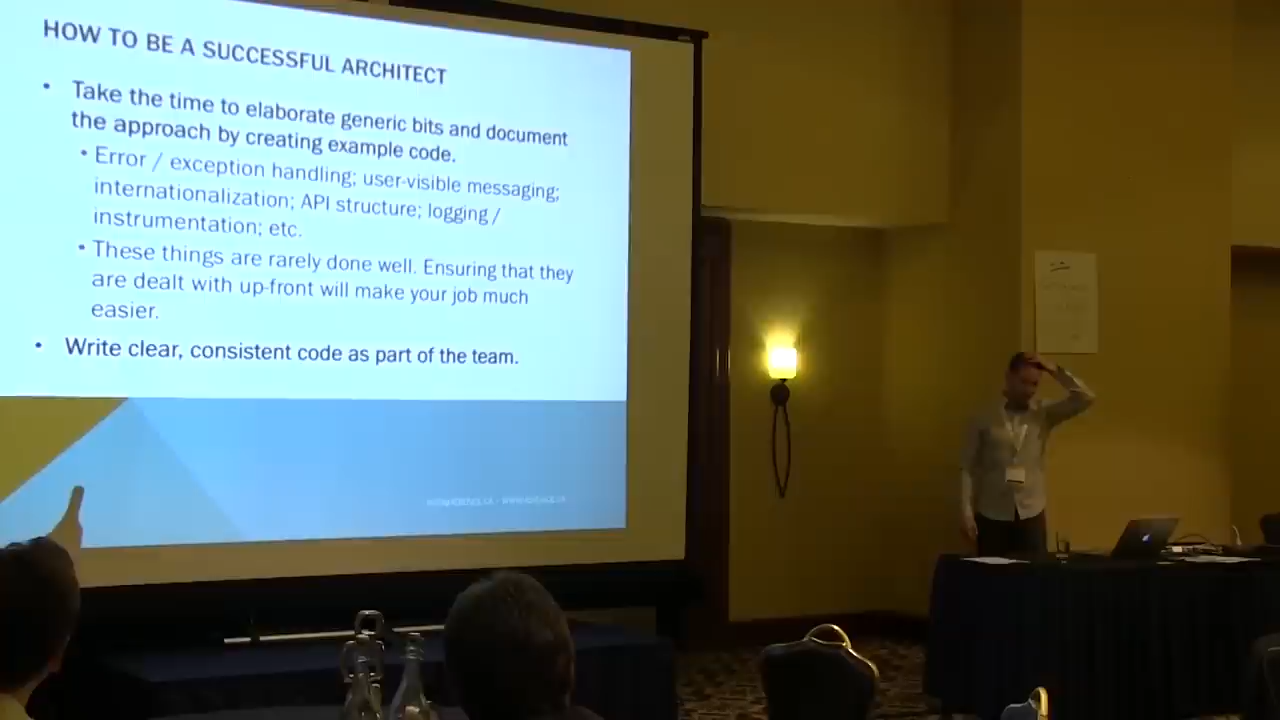 HOW TO BE A SUCCESSFUL ARCHITECT
• Take the time to elaborate generic bits and document
the approach by creating example code.
• Error / exception handling; user-visible messaging;
internationalization; API structure; logging /
instrumentation; etc.
• These things are rarely done well. Ensuring that they
are dealt with up-front will make your job much
easier.
• Write clear, consistent code as part of the team.